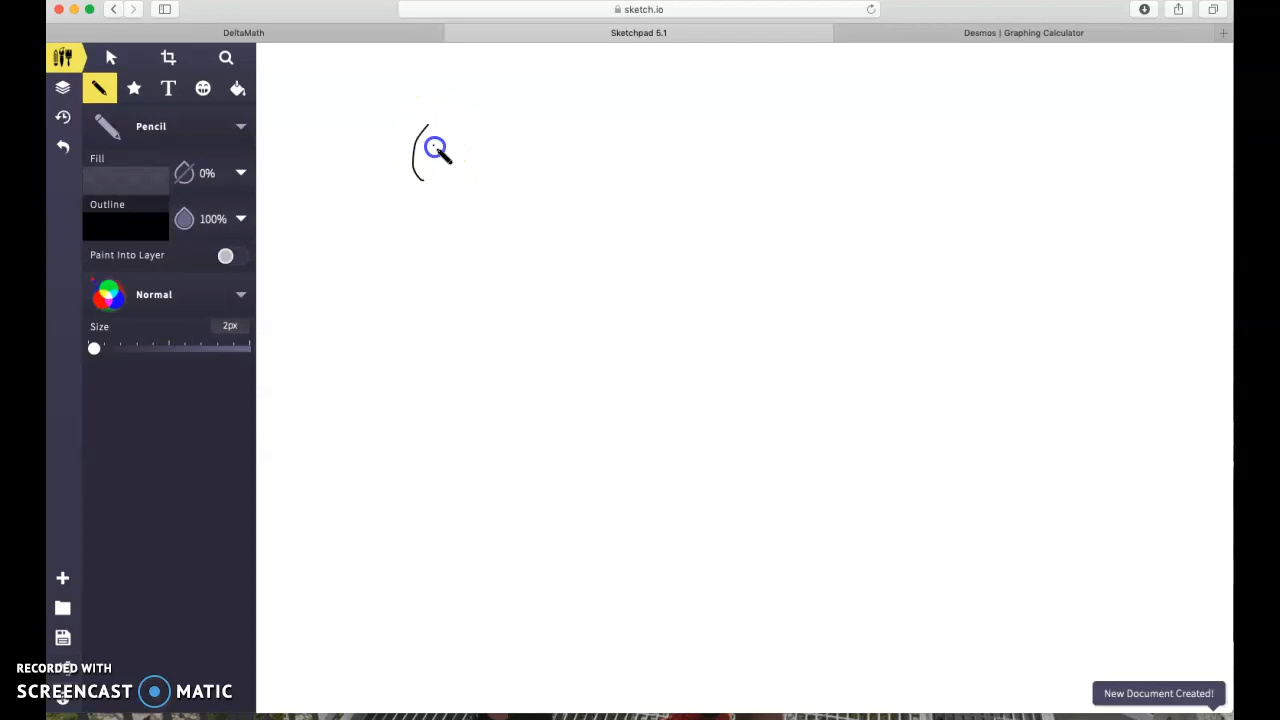 sketch.io
DeltaMath
Sketchpad 5.1
Desmos | Graphing Calculator
Pencil
Fill
0%
Outline
100%
Paint Into Layer
Normal
Size
2px
(
RECORDED WITH
SCREENCAST MATIC
New Document Created!